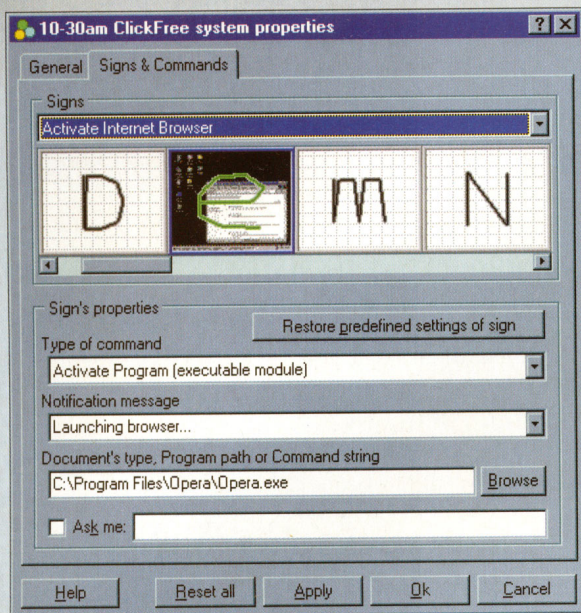 10-30am ClickFree system properties
General Signs & Commands
Signs
Activate Internet Browser
D e m N
Sign's properties
Restore predefined settings of sign
Type of command
Activate Program (executable module)
Notification message
Launching browser...
Document's type, Program path or Command string
C:\Program Files\Opera\Opera.exe
Browse
Ask me:
Help Reset all Apply Ok Cancel